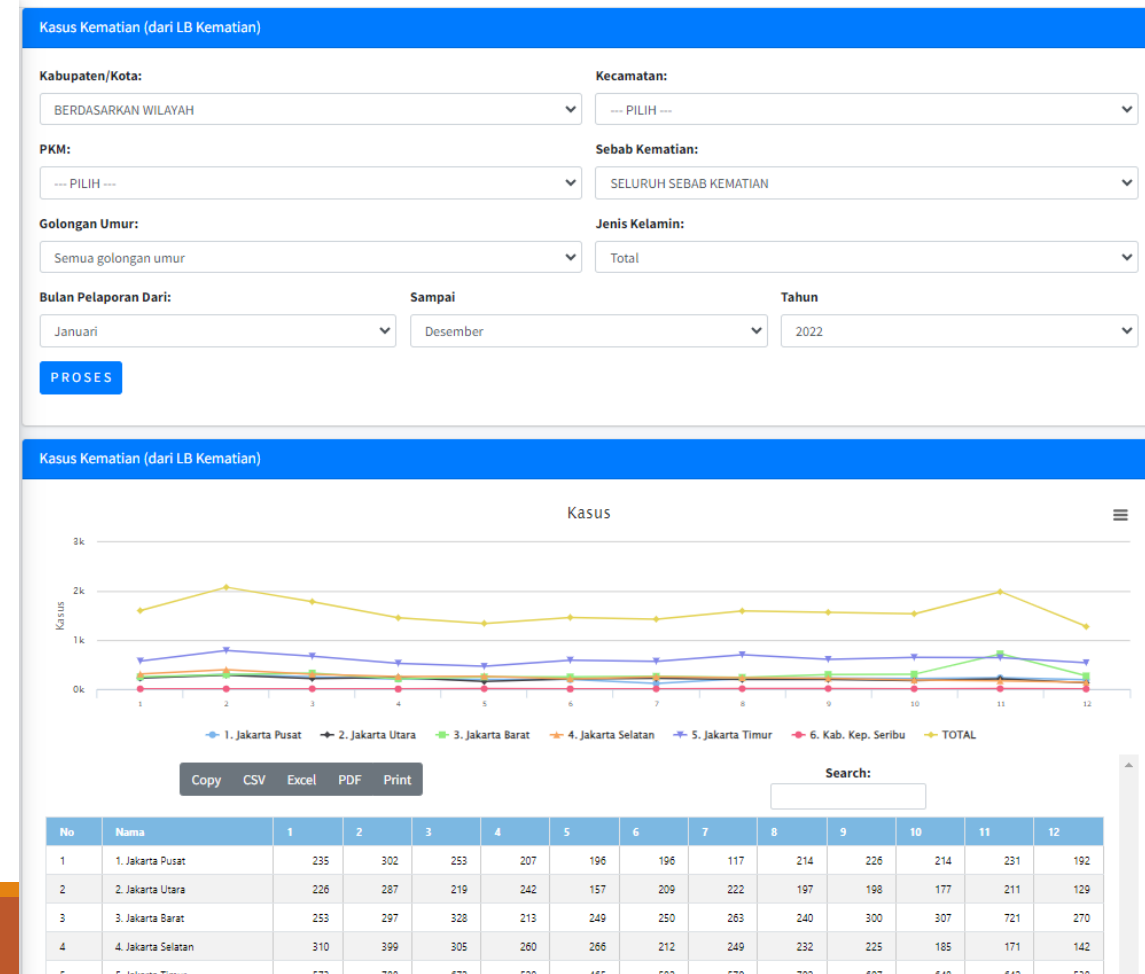 Kasus Kematian (dari LB Kematian)
Kabupaten/Kota: Kecamatan:
BERDASARKAN WILAYAH --- PILIH ---
PKM: Sebab Kematian:
--- PILIH --- SELURUH SEBAB KEMATIAN
Golongan Umur: Jenis Kelamin:
Semua golongan umur Total
Bulan Pelaporan Dari: Sampai Tahun
Januari Desember 2022
PROSES
Kasus Kematian (dari LB Kematian)
Kasus
3k
2k
Kasus
1k
0k
1 2 3 4 5 6 7 8 9 10 11 12
1. Jakarta Pusat 2. Jakarta Utara 3. Jakarta Barat 4. Jakarta Selatan 5. Jakarta Timur 6. Kab. Kep. Seribu TOTAL
Copy CSV Excel PDF Print Search:
No Nama 1 2 3 4 5 6 7 8 9 10 11 12
1 1. Jakarta Pusat 235 302 253 207 196 196 117 214 226 214 231 192
2 2. Jakarta Utara 226 287 219 242 157 209 222 197 198 177 211 129
3 3. Jakarta Barat 253 297 328 213 249 250 263 240 300 307 721 270
4 4. Jakarta Selatan 310 399 305 260 266 212 249 232 225 185 171 142
5. Jakarta Timur